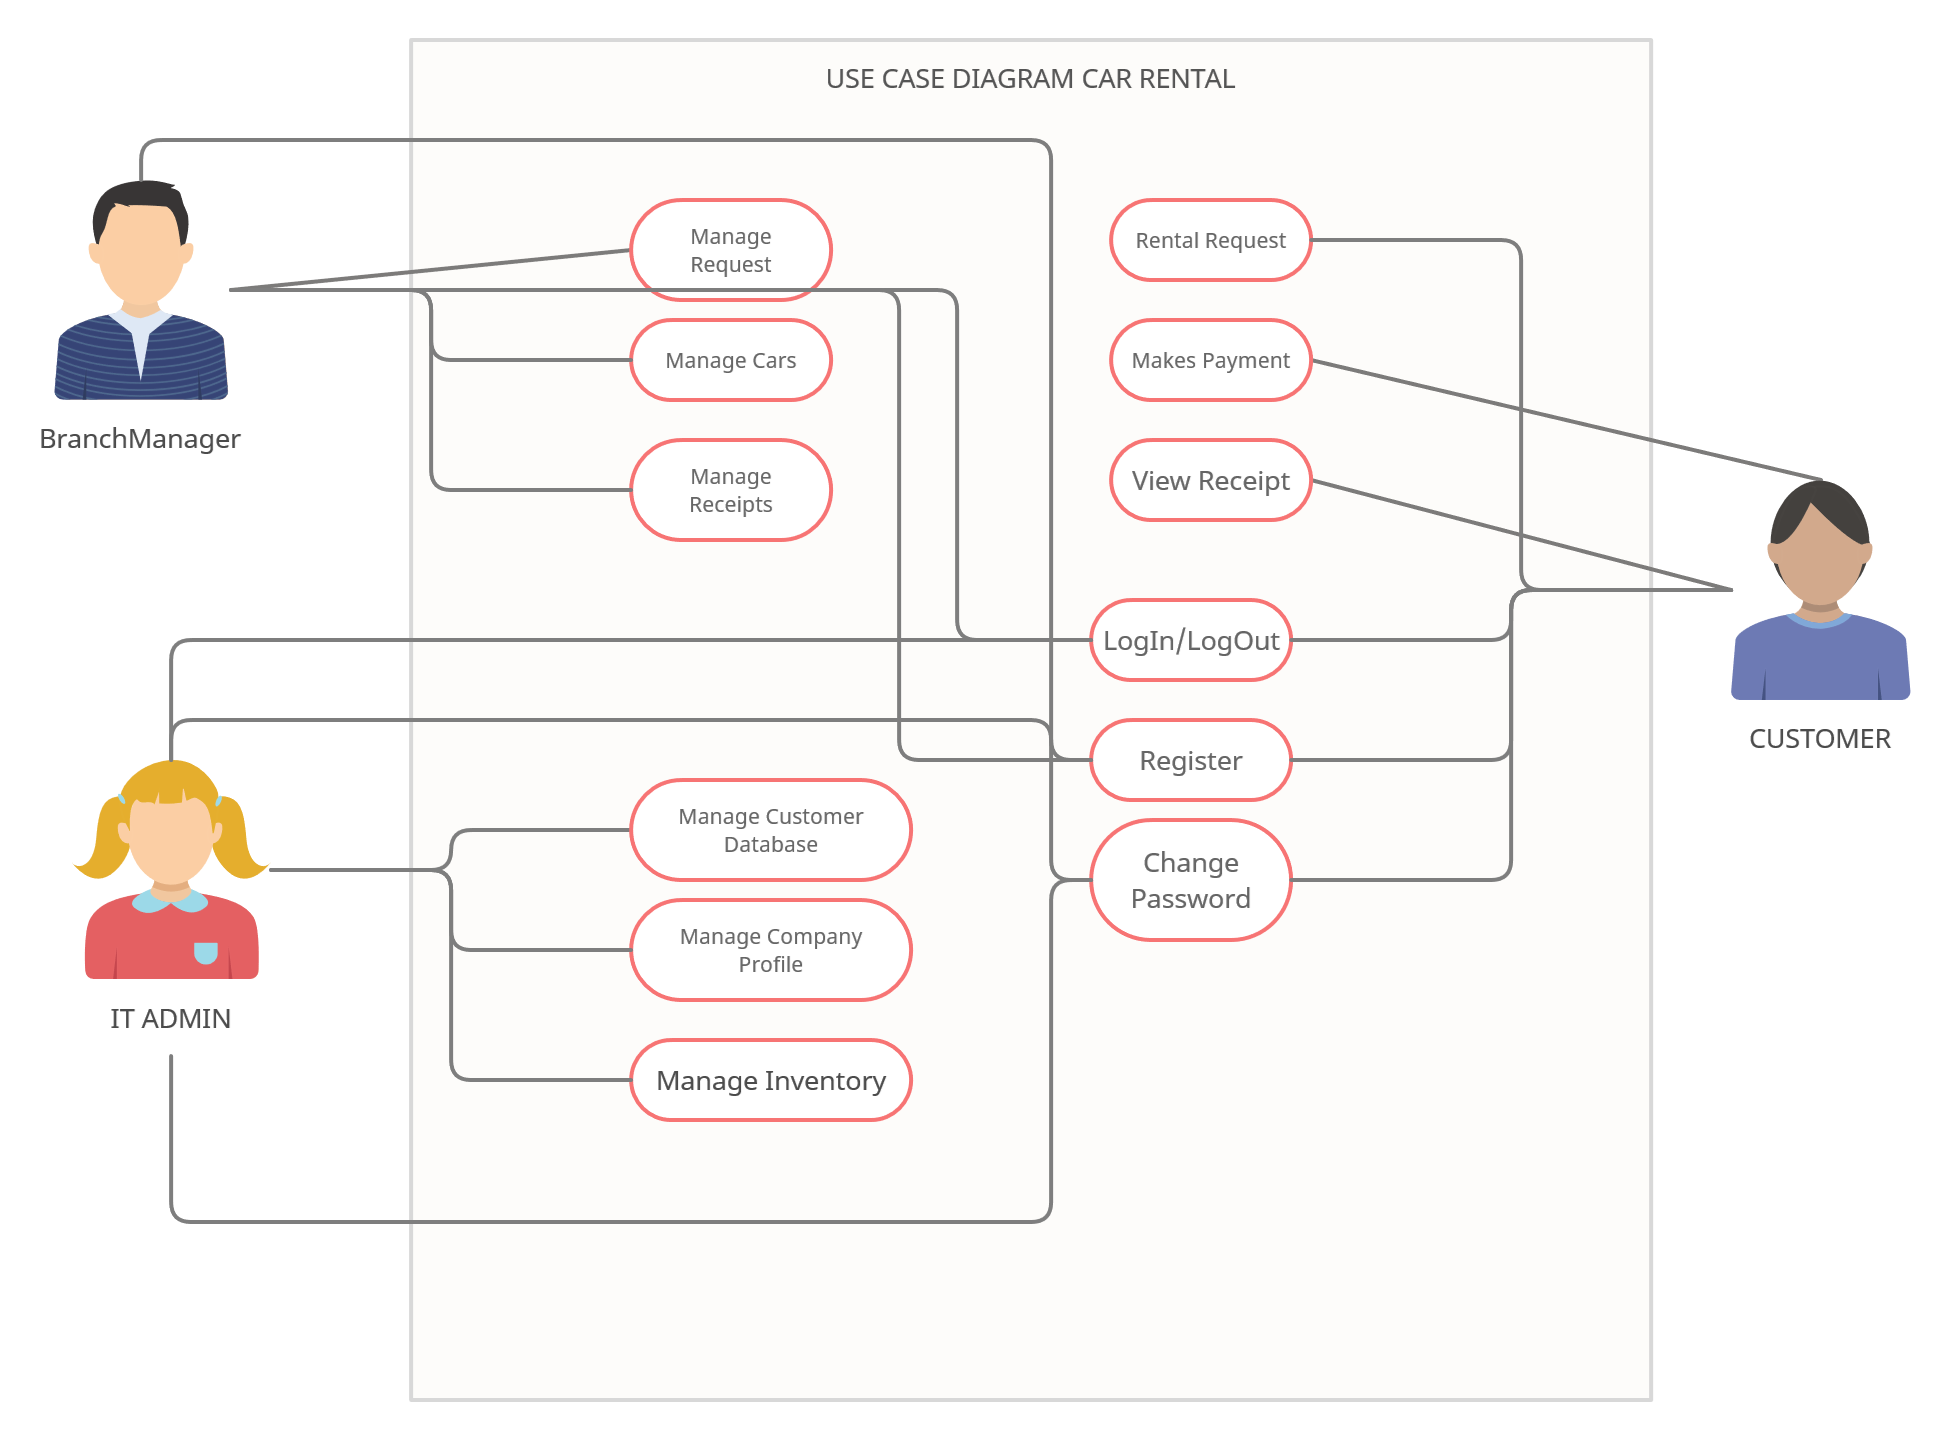 USE CASE DIAGRAM CAR RENTAL
Manage
Request
Rental Request
Manage Cars
Makes Payment
BranchManager
Manage
Receipts
View Receipt
LogIn/LogOut
CUSTOMER
Register
Manage Customer
Database
Change
Password
Manage Company
Profile
IT ADMIN
Manage Inventory